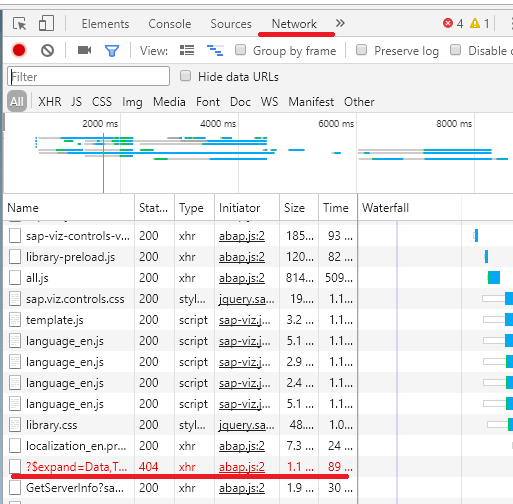 Elements Console Sources Network » 4 1
View: Group by frame Preserve log Disable c
Filter Hide data URLs
All XHR JS CSS Img Media Font Doc WS Manifest Other
2000 ms 4000 ms 6000 ms 8000 ms
Name Stat... Type Initiator Size Time Waterfall
sap-viz-controls-v... 200 xhr abap.js:2 185... 93 ...
library-preload.js 200 xhr abap.js:2 120... 82 ...
all.js 200 xhr abap.js:2 814... 509...
sap.viz.controls.css 200 styl... jquery.sa... 19.... 1.1...
template.js 200 script sap-viz.j... 3.2 ... 1.1...
language_en.js 200 script sap-viz.j... 5.1 ... 1.1...
language_en.js 200 script sap-viz.j... 2.9 ... 1.1...
language_en.js 200 script sap-viz.j... 2.4 ... 1.1...
language_en.js 200 script sap-viz.j... 5.1 ... 1.1...
library.css 200 styl... jquery.sa... 48.... 1.0...
localization_en.pr... 200 xhr abap.js:2 7.3 ... 24 ...
?$expand=Data,T... 404 xhr abap.js:2 1.1 ... 89 ...
GetServerInfo?sa... 200 xhr abap.js:2 1.9 ... 30 ...